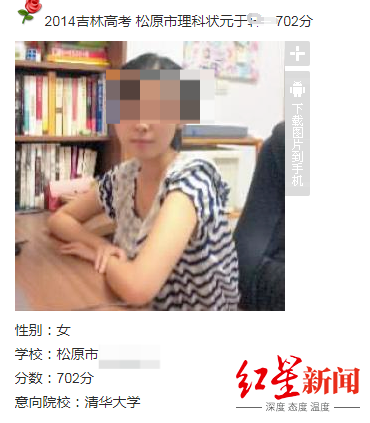 2014吉林高考 松原市理科状元于 702分
下载图片到手机
性别：女
学校：松原市
分数：702分
意向院校：清华大学
红星新闻
深度 态度 温度